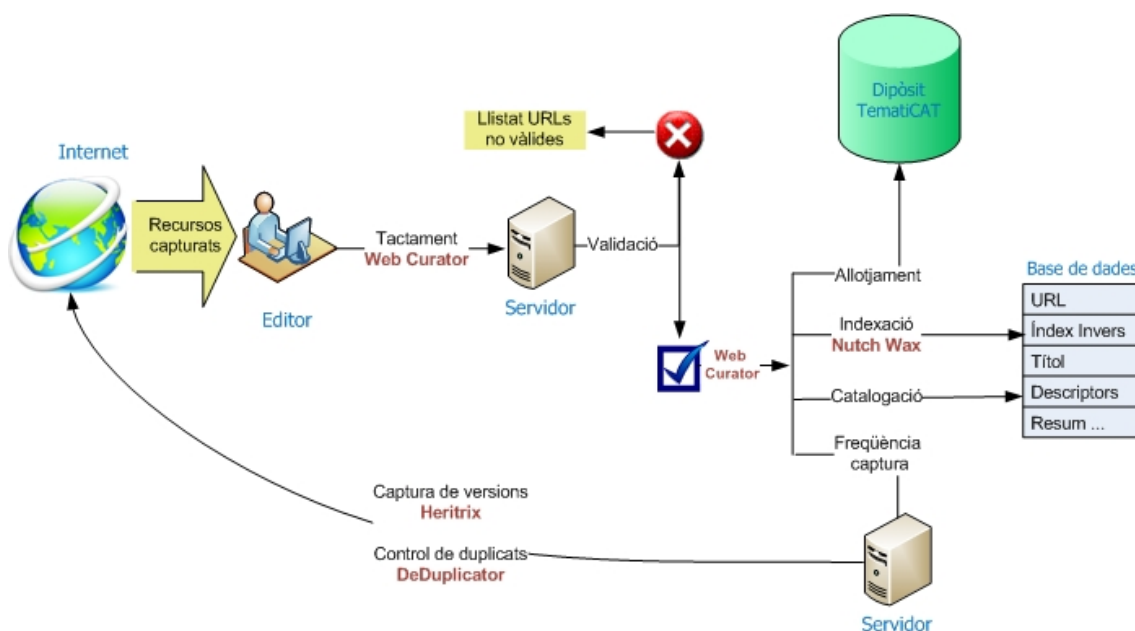 Dipòsit
TematiCAT
Llistat URLs
no vàlides
Internet
Recursos
capturats
Tactament
Web Curator
Validació
Servidor
Editor
Allotjament
Base de dades
URL
Indexació
Nutch Wax
Índex Invers
Web
Curator
Títol
Catalogació
Descriptors
Resum ...
Freqüència
captura
Captura de versions
Heritrix
Control de duplicats
DeDuplicator
Servidor